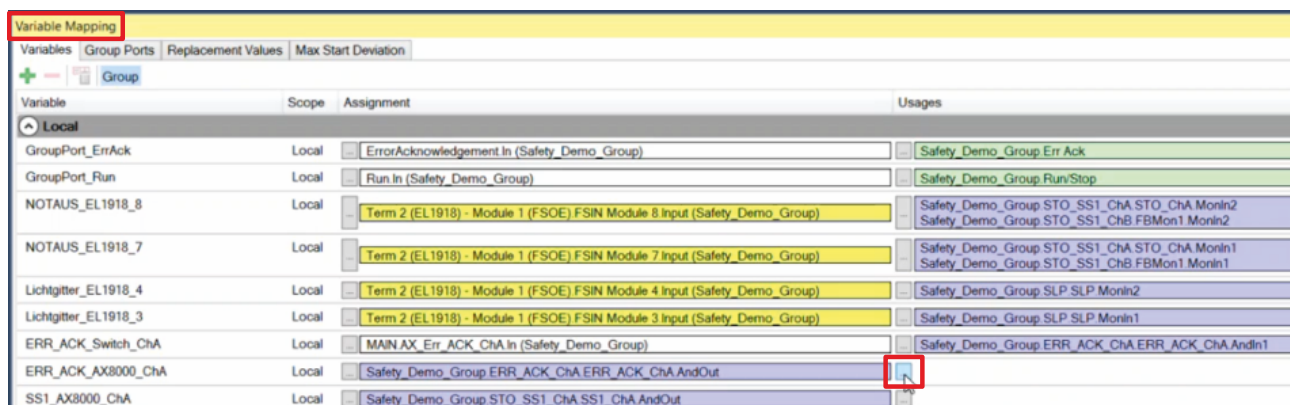 Variable Mapping
Variables Group Ports Replacement Values Max Start Deviation
Group
Variable Scope Assignment Usages
Local
GroupPort_ErrAck Local ... ErrorAcknowledgement.In (Safety_Demo_Group) ... Safety_Demo_Group.Err Ack
GroupPort_Run Local ... Run.In (Safety_Demo_Group) ... Safety_Demo_Group.Run/Stop
NOTAUS_EL1918_8 Local ... Term 2 (EL1918) - Module 1 (FSOE).FSIN Module 8.Input (Safety_Demo_Group) ... Safety_Demo_Group.STO_SS1_ChA.STO_ChA.MonIn2
Safety_Demo_Group.STO_SS1_ChB.FBMon1.MonIn2
NOTAUS_EL1918_7 Local ... Term 2 (EL1918) - Module 1 (FSOE).FSIN Module 7.Input (Safety_Demo_Group) ... Safety_Demo_Group.STO_SS1_ChA.STO_ChA.MonIn1
Safety_Demo_Group.STO_SS1_ChB.FBMon1.MonIn1
Lichtgitter_EL1918_4 Local ... Term 2 (EL1918) - Module 1 (FSOE).FSIN Module 4.Input (Safety_Demo_Group) ... Safety_Demo_Group.SLP.SLP.MonIn2
Lichtgitter_EL1918_3 Local ... Term 2 (EL1918) - Module 1 (FSOE).FSIN Module 3.Input (Safety_Demo_Group) ... Safety_Demo_Group.SLP.SLP.MonIn1
ERR_ACK_Switch_ChA Local ... MAIN.AX_Err_ACK_ChA.In (Safety_Demo_Group) ... Safety_Demo_Group.ERR_ACK_ChA.ERR_ACK_ChA.AndIn1
ERR_ACK_AX8000_ChA Local ... Safety_Demo_Group.ERR_ACK_ChA.ERR_ACK_ChA.AndOut ...
SS1_AX8000_ChA Local ... Safety_Demo_Group.STO_SS1_ChA.SS1_ChA.AndOut ...